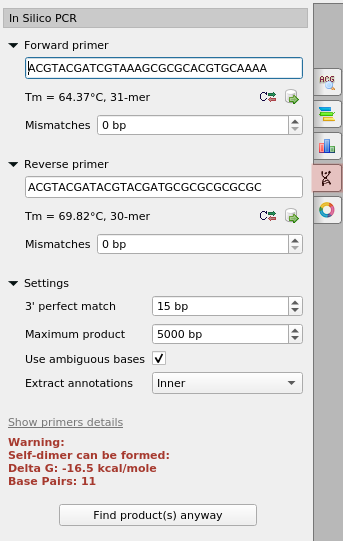 In Silico PCR
Forward primer
ACGTACGATCGTAAAGCGCGCACGTGCAAAA
Tm = 64.37°C, 31-mer
Mismatches 0 bp
Reverse primer
ACGTACGATACGTACGATGCGCGCGCGCGC
Tm = 69.82°C, 30-mer
Mismatches 0 bp
Settings
3' perfect match 15 bp
Maximum product 5000 bp
Use ambiguous bases
Extract annotations Inner
Show primers details
Warning:
Self-dimer can be formed:
Delta G: -16.5 kcal/mole
Base Pairs: 11
Find product(s) anyway
ACG